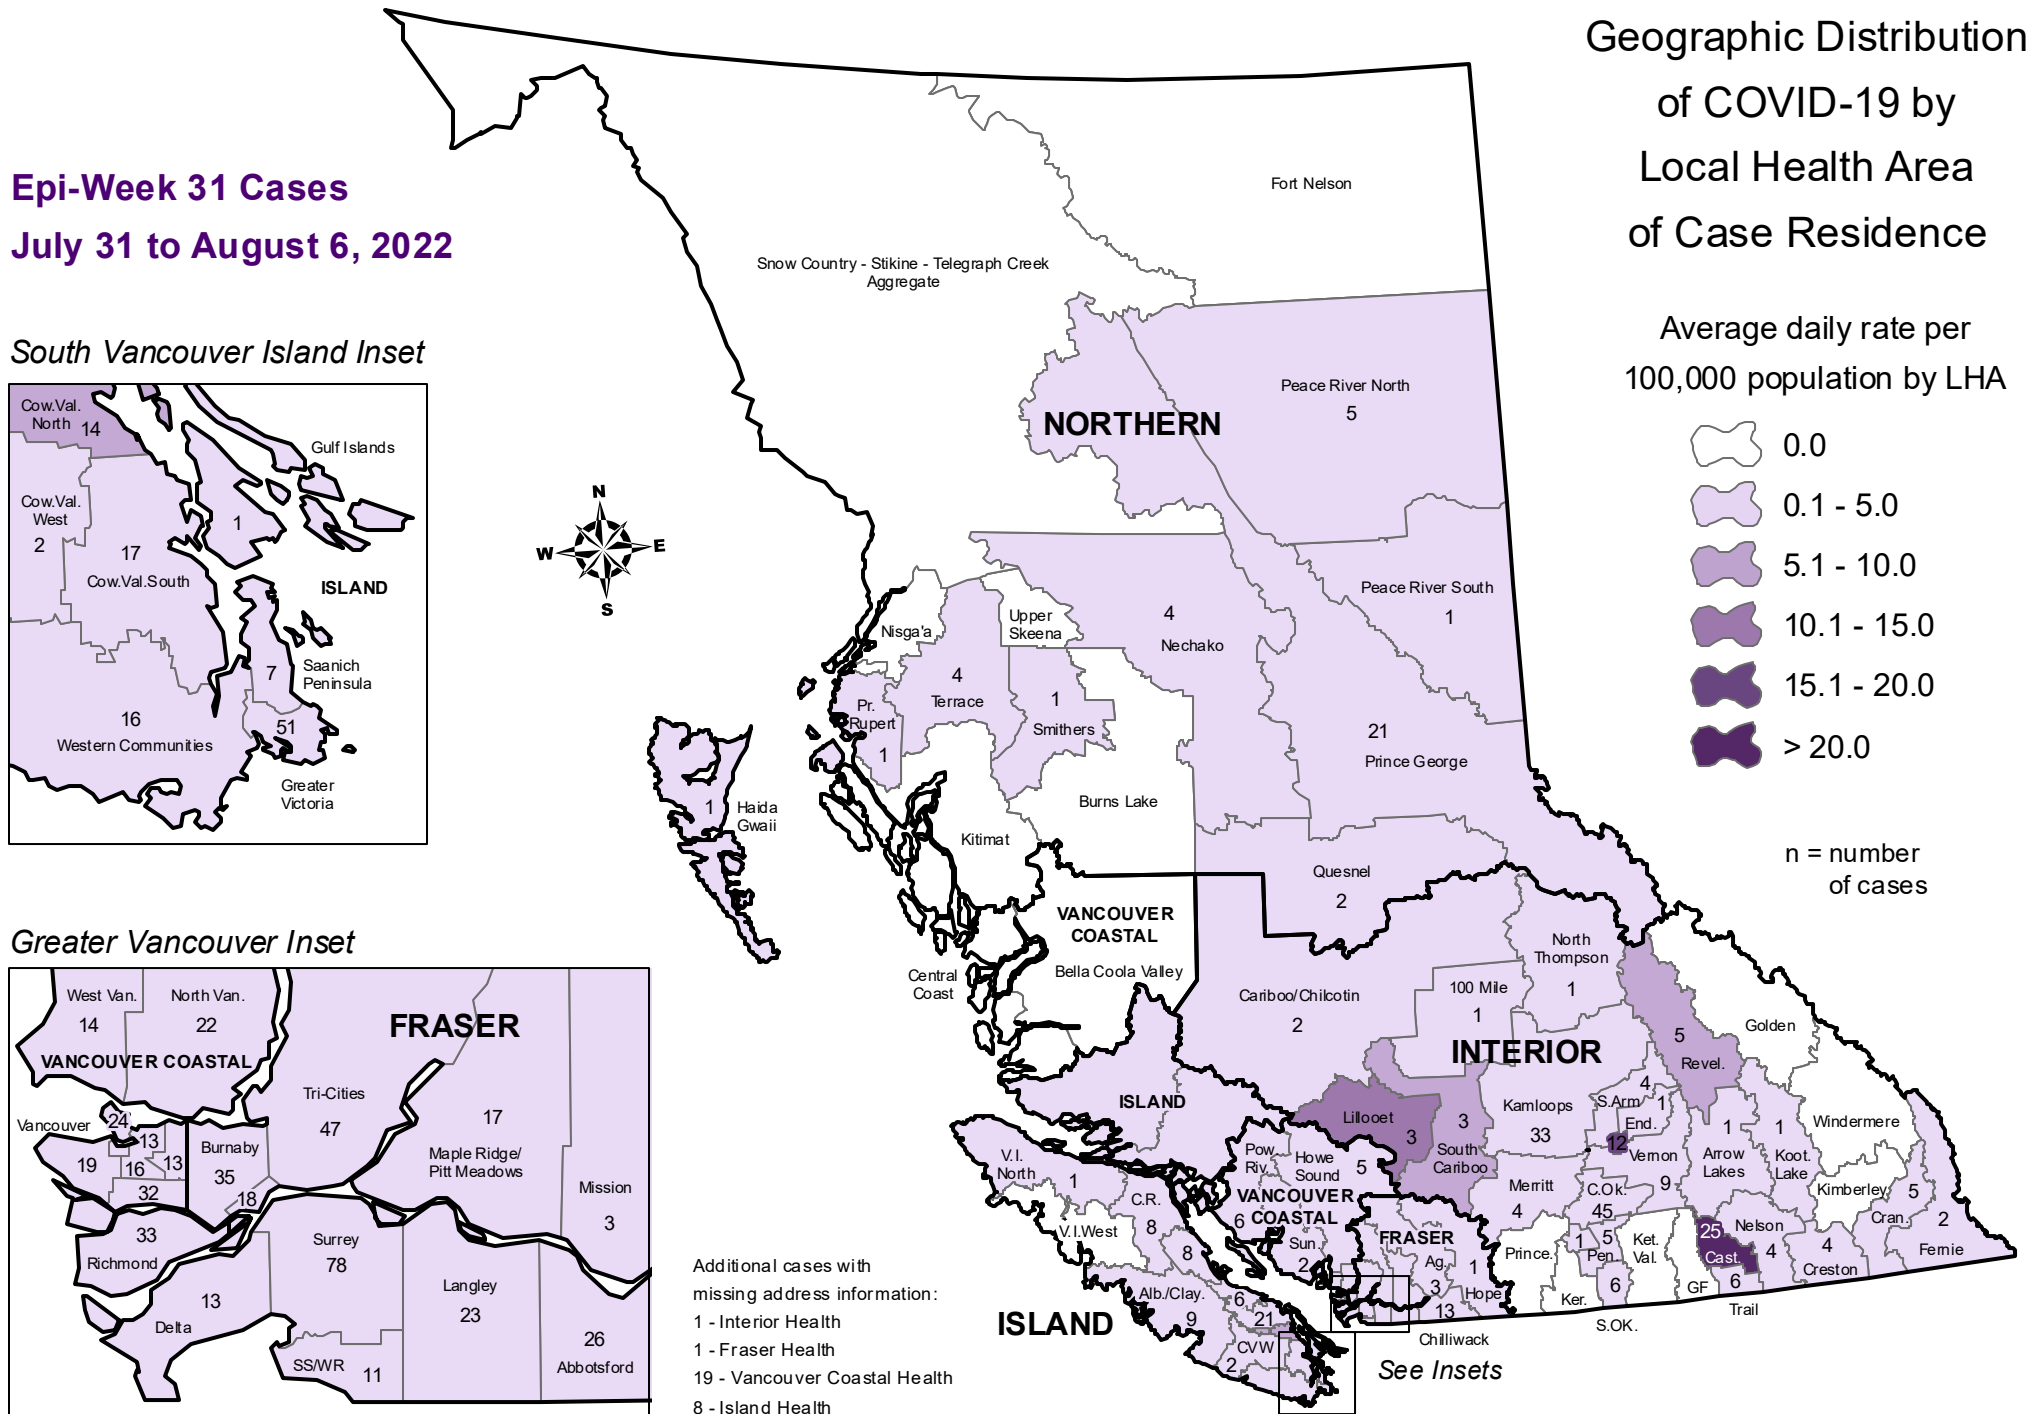 Geographic Distribution
of COVID-19 by
Local Health Area
of Case Residence
Epi-Week 31 Cases
July 31 to August 6, 2022
Average daily rate per
100,000 population by LHA
0.0
0.1 - 5.0
5.1 - 10.0
10.1 - 15.0
15.1 - 20.0
> 20.0
n = number
of cases
South Vancouver Island Inset
Cow.Val.
North 14
Gulf Islands
Cow.Val.
West
2
1
17
Cow.Val.South
ISLAND
7
Saanich
Peninsula
16
Western Communities
51
Greater
Victoria
Greater Vancouver Inset
West Van.
14
North Van.
22
VANCOUVER COASTAL
FRASER
Tri-Cities
47
17
Maple Ridge/
Pitt Meadows
Mission
3
Vancouver
24
13
19
16
13
32
Burnaby
35
18
33
Richmond
Surrey
78
13
Delta
Langley
23
SS/WR
11
26
Abbotsford
N
W
E
S
Fort Nelson
Snow Country - Stikine - Telegraph Creek
Aggregate
NORTHERN
Peace River North
5
Peace River South
1
4
Nechako
Nisga'a
Upper
Skeena
4
Terrace
1
Smithers
Pr.
Rupert
1
21
Prince George
1
Haida
Gwaii
Burns Lake
Kitimat
Quesnel
2
VANCOUVER
COASTAL
Bella Coola Valley
Central
Coast
Cariboo/Chilcotin
2
100 Mile
1
North
Thompson
1
INTERIOR
5
Revel.
Golden
Windermere
ISLAND
Lillooet
3
3
South
Cariboo
Kamloops
33
4
S.Arm
1
End.
12
Vernon
9
1
Arrow
Lakes
1
Koot.
Lake
Kimberley
5
Cran.
2
Fernie
V.I.
North
1
V.I.West
C.R.
8
8
Pow.
Riv.
6
Howe
Sound
5
VANCOUVER
COASTAL
Sun.
2
FRASER
Ag.
3
1
Hope
13
Chilliwack
Merritt
4
C.Ok.
45
Prince.
1
5
Pen.
Ket.
Val.
Ker.
6
S.OK.
GF
25
Cast.
Nelson
4
6
Trail
4
Creston
Alb./Clay.
9
6
21
CVW
2
ISLAND
See Insets
Additional cases with
missing address information:
1 - Interior Health
1 - Fraser Health
19 - Vancouver Coastal Health
8 - Island Health